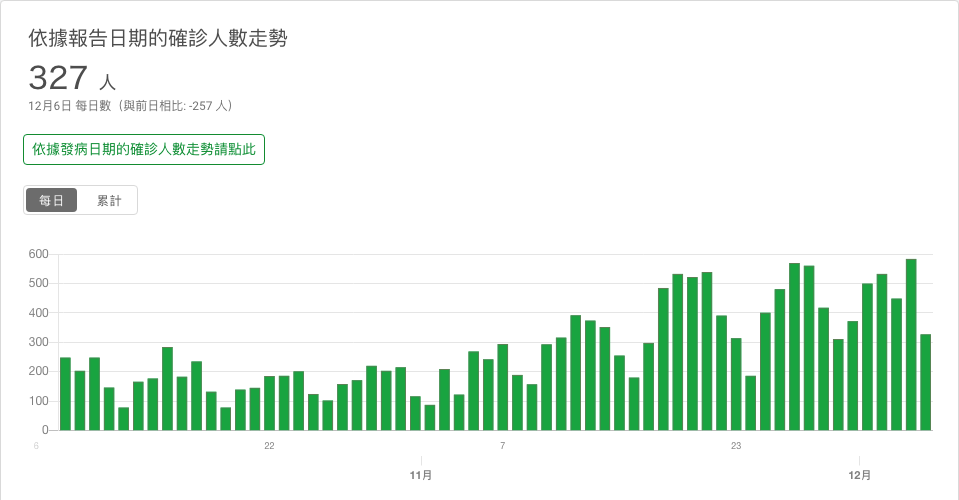 依據報告日期的確診人數走勢
327 人
12月6日 每日數（與前日相比: -257 人）
依據發病日期的確診人數走勢請點此
每日 累計
600
500
400
300
200
100
0
6 22 7 23
11月 12月